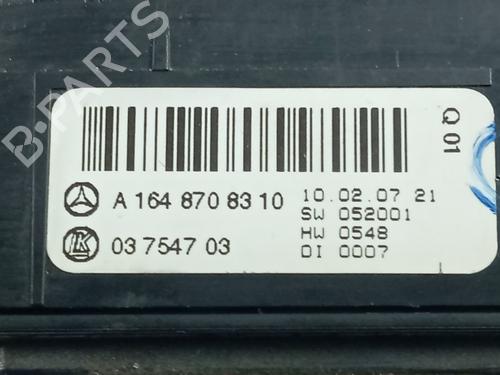 B-PARTS
Q 01
A 164 870 83 10
10.02.07 21
SW 052001
LK 03 7547 03
HW 0548
DI 0007